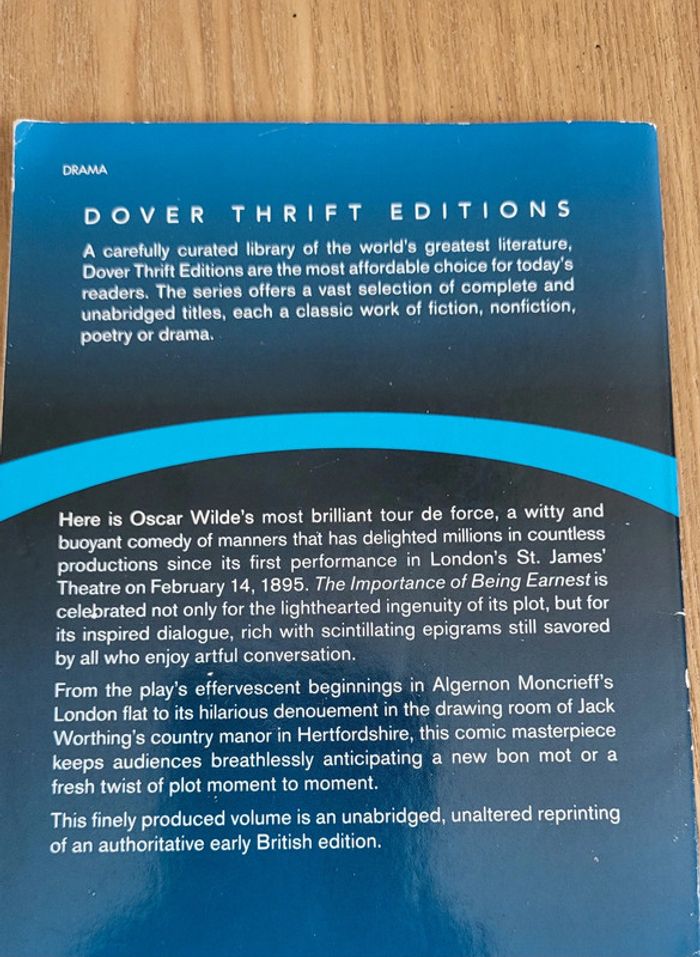 DRAMA
DOVER THRIFT EDITIONS
A carefully curated library of the world's greatest literature,
Dover Thrift Editions are the most affordable choice for today's
readers. The series offers a vast selection of complete and
unabridged titles, each a classic work of fiction, nonfiction,
poetry or drama.
Here is Oscar Wilde's most brilliant tour de force, a witty and
buoyant comedy of manners that has delighted millions in countless
productions since its first performance in London's St. James'
Theatre on February 14, 1895. The Importance of Being Earnest is
celebrated not only for the lighthearted ingenuity of its plot, but for
its inspired dialogue, rich with scintillating epigrams still savored
by all who enjoy artful conversation.
From the play's effervescent beginnings in Algernon Moncrieff's
London flat to its hilarious denouement in the drawing room of Jack
Worthing's country manor in Hertfordshire, this comic masterpiece
keeps audiences breathlessly anticipating a new bon mot or a
fresh twist of plot moment to moment.
This finely produced volume is an unabridged, unaltered reprinting
of an authoritative early British edition.